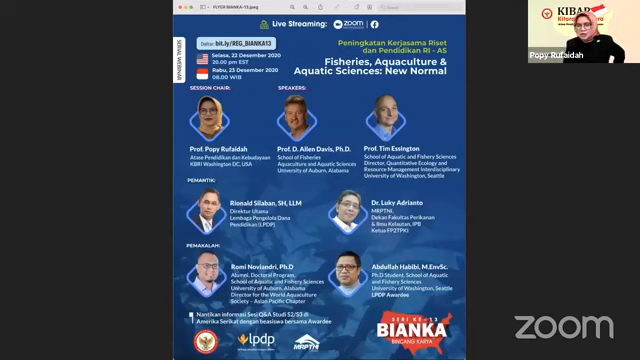 FLYER BIANKA-13.jpeg
Live Streaming: zoom
SERIAL WEBINAR
Daftar: bit.ly/REG_BIANKA13
Selasa, 22 Desember 2020
20.00 pm EST
Rabu, 23 Desember 2020
08.00 WIB
Peningkatan Kerjasama Riset
dan Pendidikan RI - AS
Fisheries, Aquaculture &
Aquatic Sciences: New Normal
SESSION CHAIR:
Prof. Popy Rufaidah
Atase Pendidikan dan Kebudayaan
KBRI Washington DC, USA
SPEAKERS:
Prof. D. Allen Davis, Ph.D.
School of Fisheries
Aquaculture and Aquatic Sciences
University of Auburn, Alabama
Prof. Tim Essington
School of Aquatic and Fishery Sciences
Director, Quantitative Ecology and
Resource Management Interdisciplinary
University of Washington, Seattle
PEMANTIK:
Rionald Silaban, SH, LLM
Direktur Utama
Lembaga Pengelola Dana
Pendidikan (LPDP)
Dr. Luky Adrianto
MRPTNI,
Dekan Fakultas Perikanan
& Ilmu Kelautan, IPB
Ketua FP2TPKI
PEMAKALAH:
Romi Noviandri, Ph.D
Alumni, Doctoral Program,
School of Aquatic and Fishery Sciences
University of Auburn, Alabama
Director for the World Aquaculture
Society – Asian Pacific Chapter
Abdullah Habibi, M.EnvSc.
Ph.D Student, School of Aquatic
and Fishery Sciences
University of Washington, Seattle
LPDP Awardee
Nantikan informasi Sesi Q&A Studi S2/S3 di
Amerika Serikat dengan beasiswa bersama Awardee
lpdp
MRPTNI
SERI KE - 13
BIANKA
BINCANG KARYA
KIBAR
Popy Rufaidah
zoom